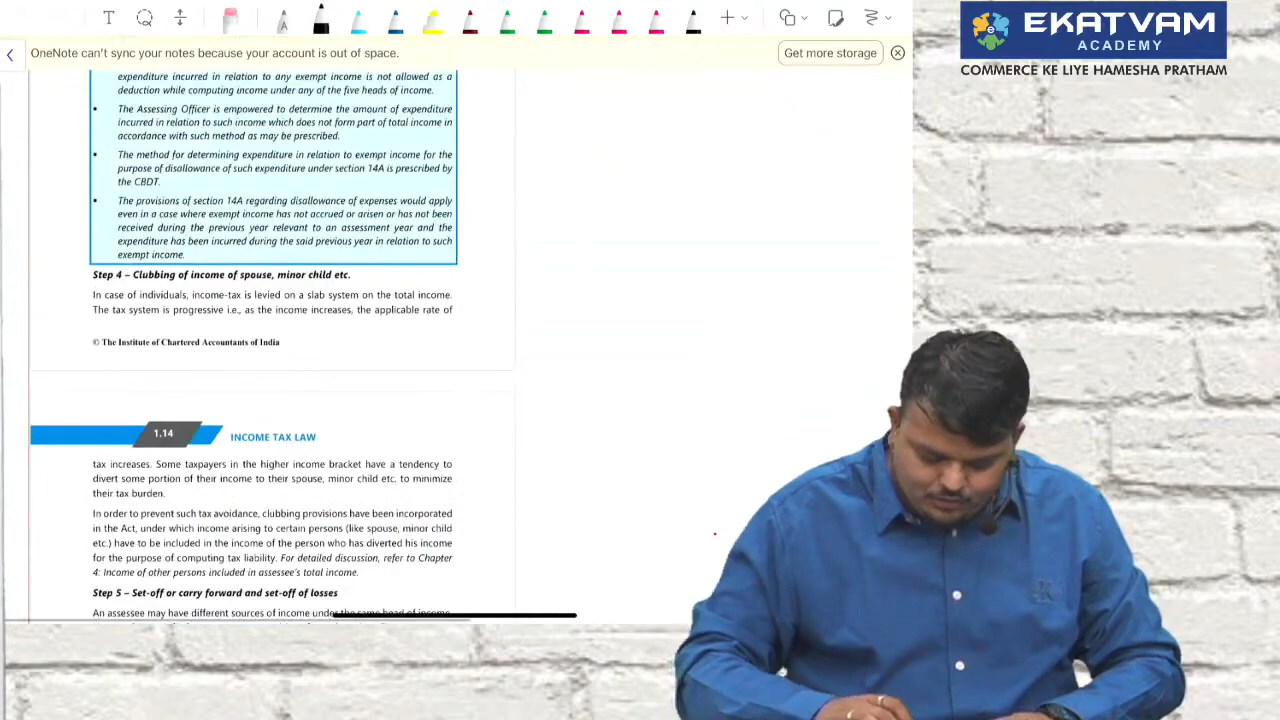 EKATVAM
ACADEMY
COMMERCE KE LIYE HAMESHA PRATHAM
OneNote can't sync your notes because your account is out of space.
Get more storage
expenditure incurred in relation to any exempt income is not allowed as a
deduction while computing income under any of the five heads of income.
• The Assessing Officer is empowered to determine the amount of expenditure
incurred in relation to such income which does not form part of total income in
accordance with such method as may be prescribed.
• The method for determining expenditure in relation to exempt income for the
purpose of disallowance of such expenditure under section 14A is prescribed by
the CBDT.
• The provisions of section 14A regarding disallowance of expenses would apply
even in a case where exempt income has not accrued or arisen or has not been
received during the previous year relevant to an assessment year and the
expenditure has been incurred during the said previous year in relation to such
exempt income.
Step 4 – Clubbing of income of spouse, minor child etc.
In case of individuals, income-tax is levied on a slab system on the total income.
The tax system is progressive i.e., as the income increases, the applicable rate of
© The Institute of Chartered Accountants of India
1.14 INCOME TAX LAW
tax increases. Some taxpayers in the higher income bracket have a tendency to
divert some portion of their income to their spouse, minor child etc. to minimize
their tax burden.
In order to prevent such tax avoidance, clubbing provisions have been incorporated
in the Act, under which income arising to certain persons (like spouse, minor child
etc.) have to be included in the income of the person who has diverted his income
for the purpose of computing tax liability. For detailed discussion, refer to Chapter
4: Income of other persons included in assessee's total income.
Step 5 – Set-off or carry forward and set-off of losses
An assessee may have different sources of income under the same head of income.